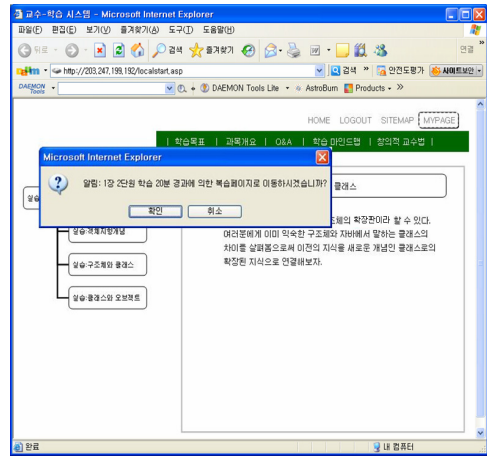 교수-학습 시스템 - Microsoft Internet Explorer
파일(F) 편집(E) 보기(V) 즐겨찾기(A) 도구(T) 도움말(H)
뒤로 검색 즐겨찾기 연결
http://203,247,199,192/localstart,asp 검색 안전도평가 사이트보안
DAEMON Tools DAEMON Tools Lite AstroBurn Products
HOME LOGOUT SITEMAP MYPAGE
| 학습목표 | 과목개요 | Q&A | 학습 마인드맵 | 창의적 교수법 |
Microsoft Internet Explorer
알림: 1장 2단원 학습 20분 경과에 의한 복습페이지로 이동하시겠습니까?
확인 취소
클래스
실습:객체지향개념
실습:구조체와 클래스
실습:클래스와 오브젝트
확장판이라 할 수 있다.
여러분에게 이미 익숙한 구조체와 자바에서 말하는 클래스의
차이를 살펴봄으로써 이전의 지식을 새로운 개념인 클래스로의
확장된 지식으로 연결해보자.
완료 내 컴퓨터